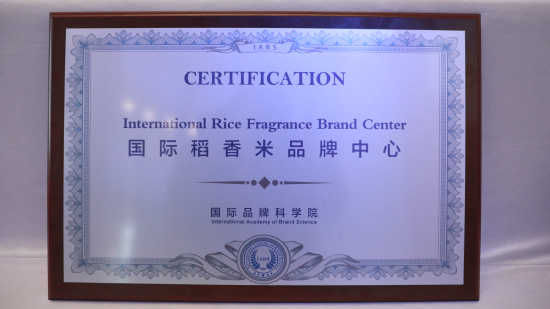 IABS
CERTIFICATION
International Rice Fragrance Brand Center
国际稻香米品牌中心
国际品牌科学院
International Academy of Brand Science
IABS